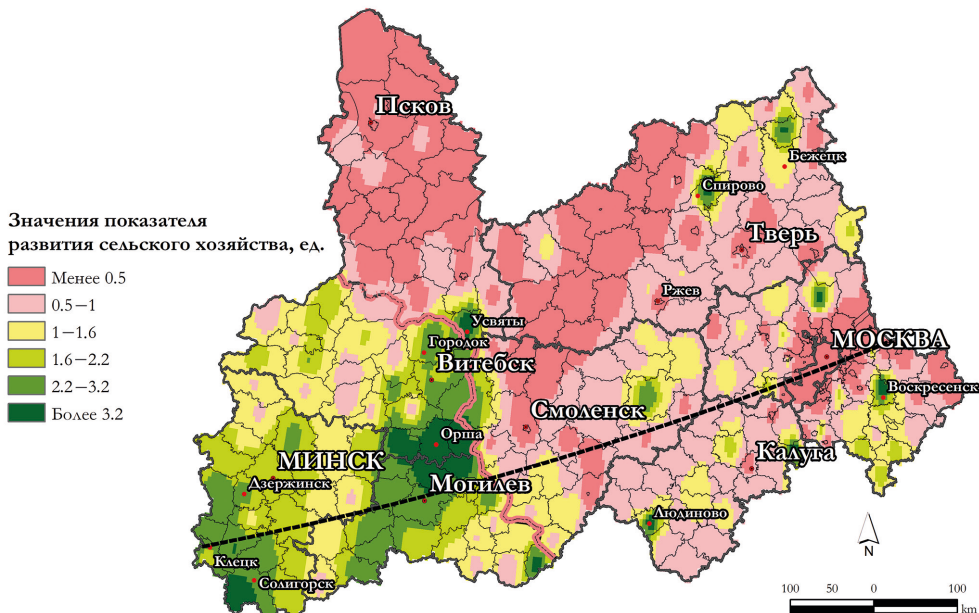 Псков
Бежецк
Спирово
Значения показателя
развития сельского хозяйства, ед.
Тверь
Менее 0.5
0.5—1
Ржев
1—1.6
Усвяты
МОСКВА
Городок
1.6—2.2
Витебск
2.2—3.2
Воскресенск
Более 3.2
Смоленск
Орша
Калуга
МИНСК
Дзержинск
Могилев
Людиново
Клецк
N
Солигорск
100 50 0 100
km